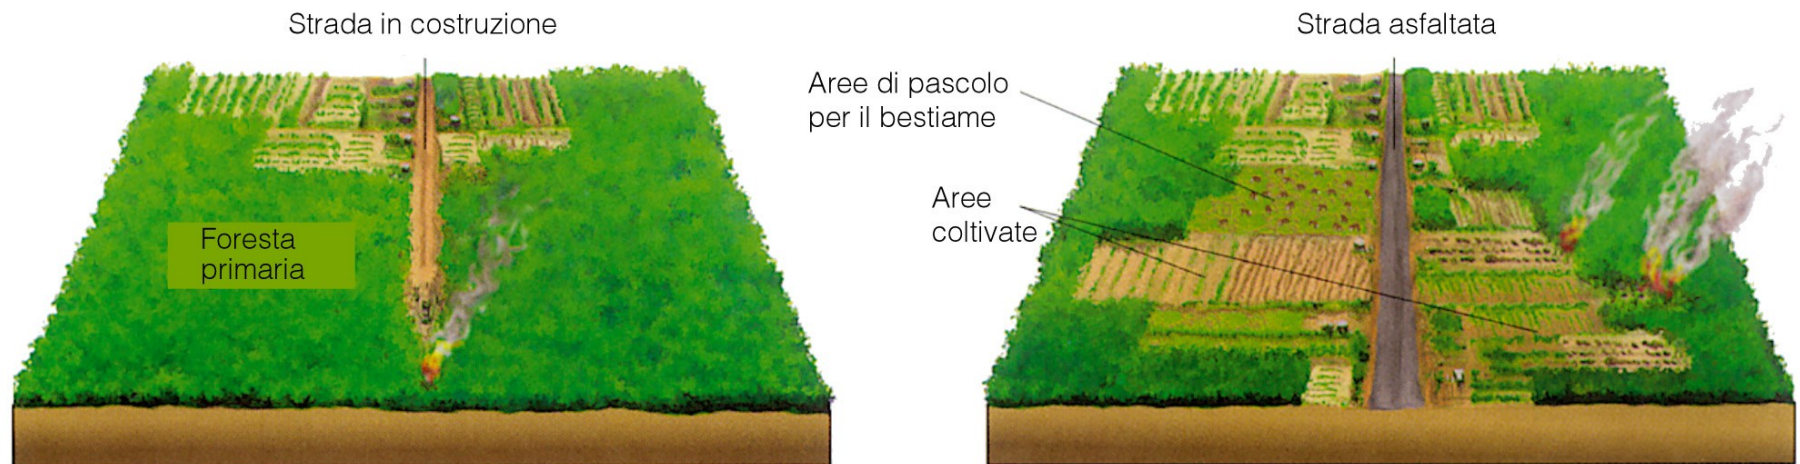 Strada in costruzione
Foresta
primaria
Strada asfaltata
Aree di pascolo
per il bestiame
Aree
coltivate